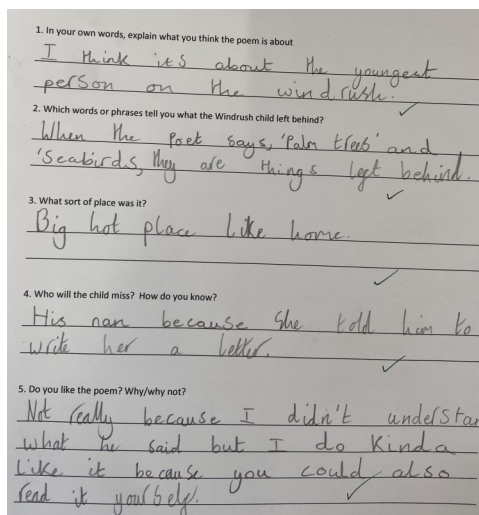 1. In your own words, explain what you think the poem is about
I think it's about the youngest
person on the windrush.
2. Which words or phrases tell you what the Windrush child left behind?
When the Poet says, 'Palm trees' and
'Seabirds, they are things left behind.
3. What sort of place was it?
Big hot place like home.
4. Who will the child miss? How do you know?
His nan because she told him to
write her a letter.
5. Do you like the poem? Why/why not?
Not really because I didn't understan
what he said but I do Kinda
Like it because you could also
read it yourself.